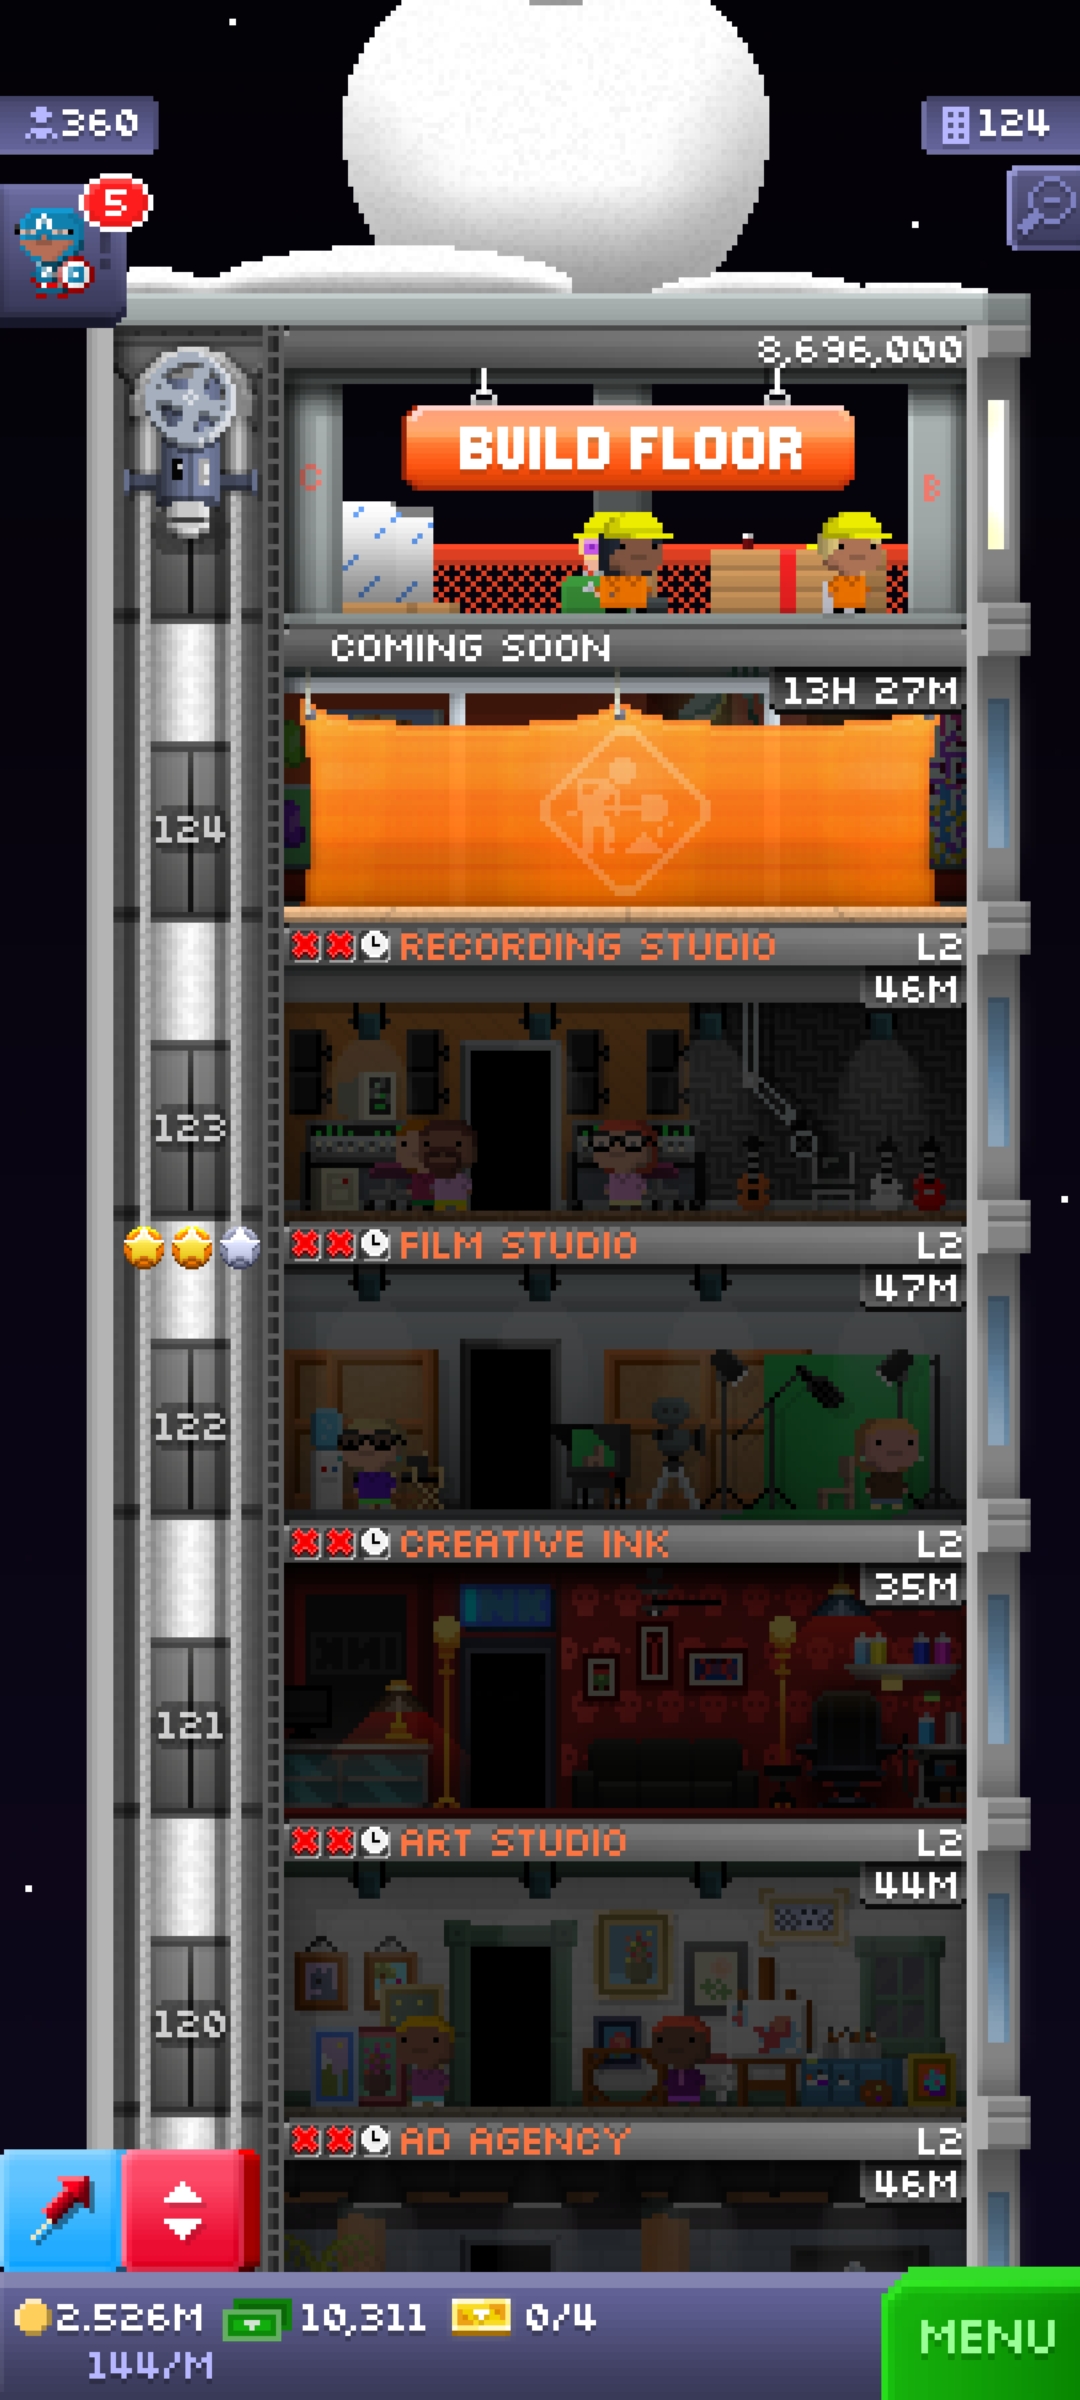 360
124
5
8,696,000
C
BUILD FLOOR
B
COMING SOON
13H 27M
124
RECORDING STUDIO L2
46M
123
FILM STUDIO L2
47M
122
CREATIVE INK L2
35M
INK
121
ART STUDIO L2
44M
120
AD AGENCY L2
46M
2.526M 10,311 0/4
144/M
MENU